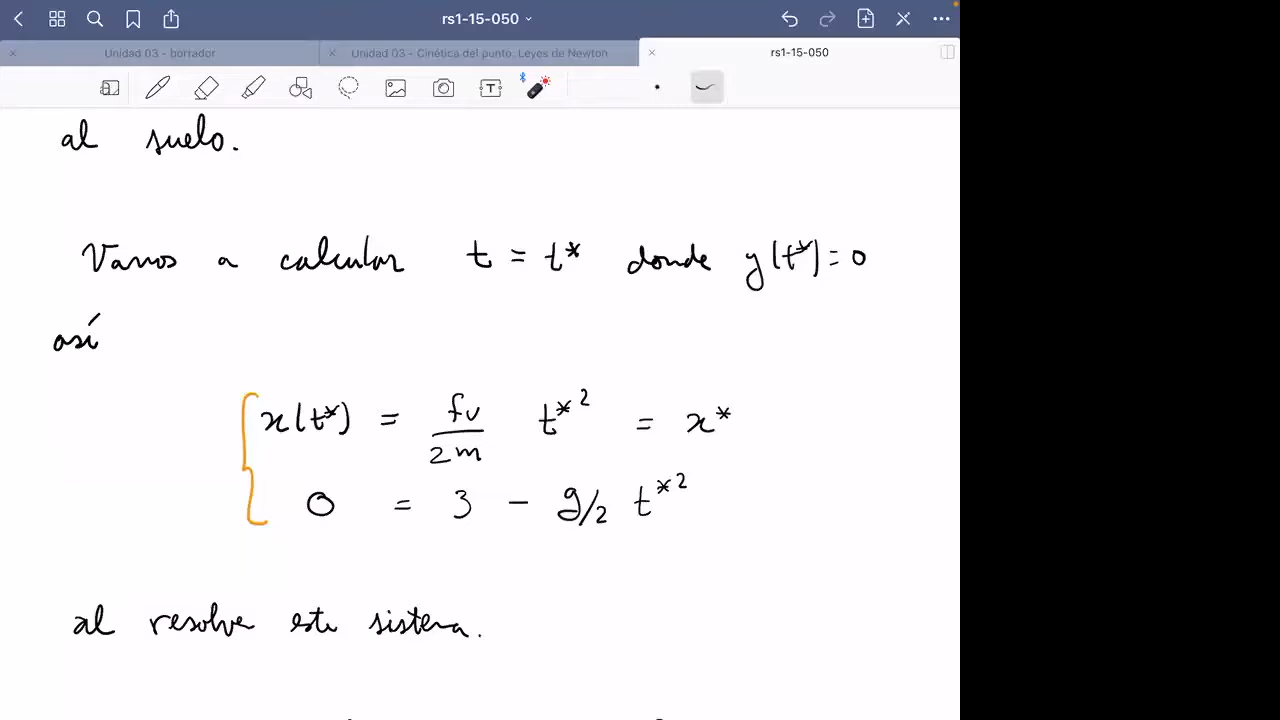 rs1-15-050
Unidad 03 - borrador
Unidad 03 - Cinética del punto. Leyes de Newton
rs1-15-050
al suelo.
Vamos a calcular t = t* donde y(t*) = 0
así
x(t*) = fv/2m t*² = x*
0 = 3 - g/2 t*²
al resolve este sistema.